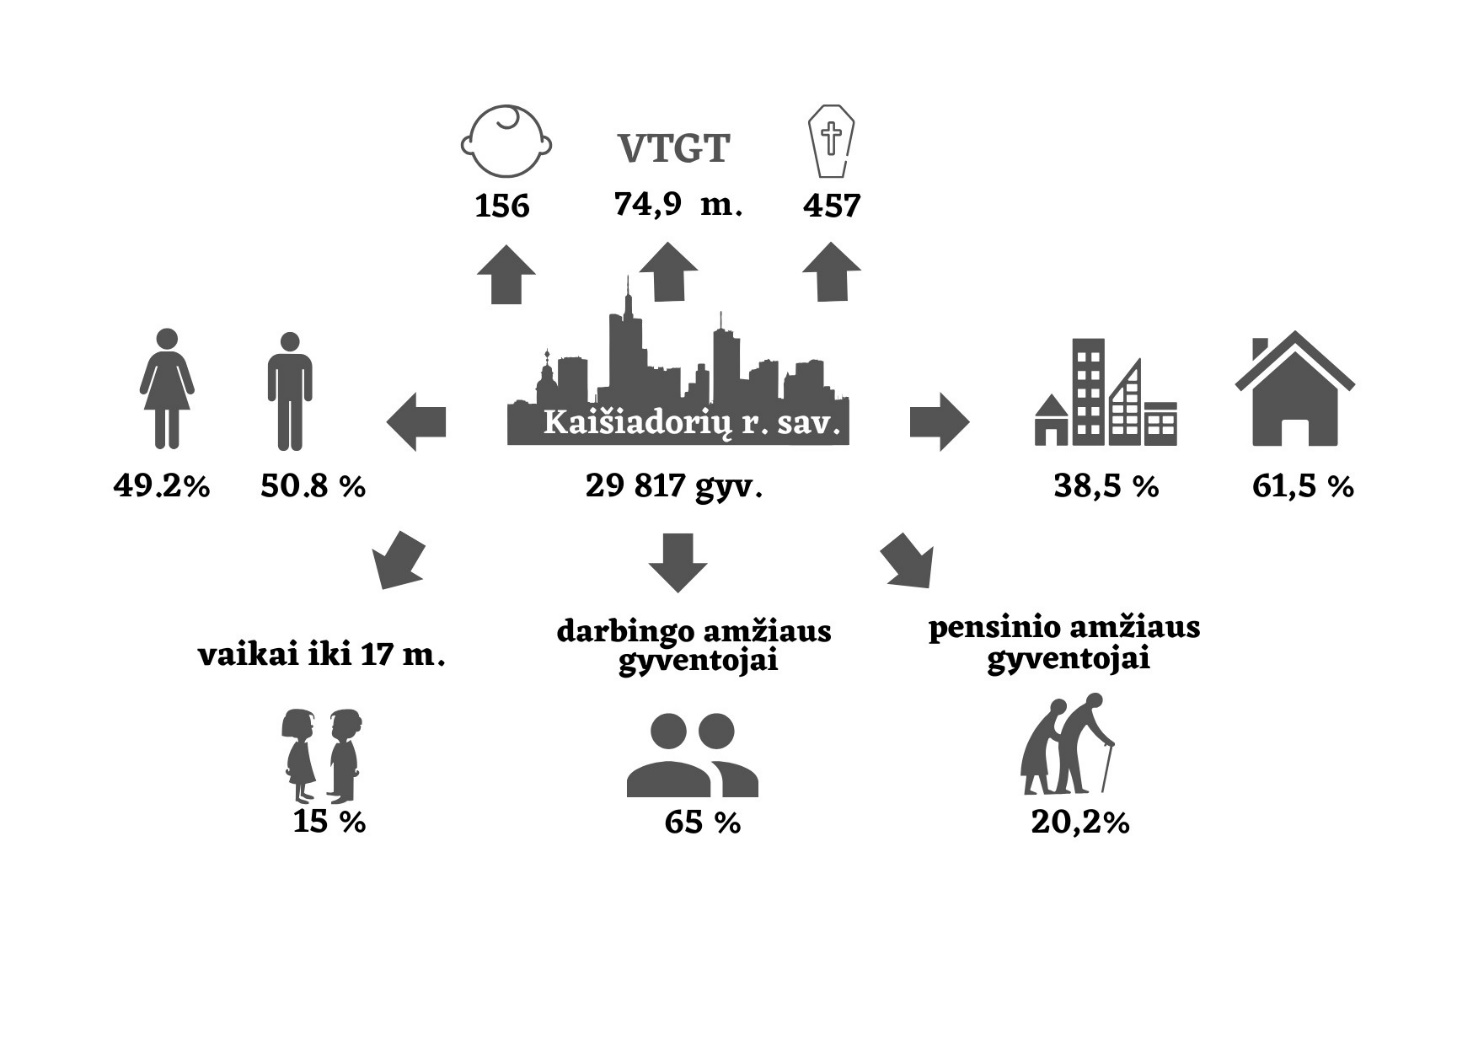 VTGT
156
74,9 m.
457
Kaišiadorių r. sav.
49.2%
50.8 %
29 817 gyv.
38,5 %
61,5 %
vaikai iki 17 m.
darbingo amžiaus
gyventojai
pensinio amžiaus
gyventojai
15 %
65 %
20,2%